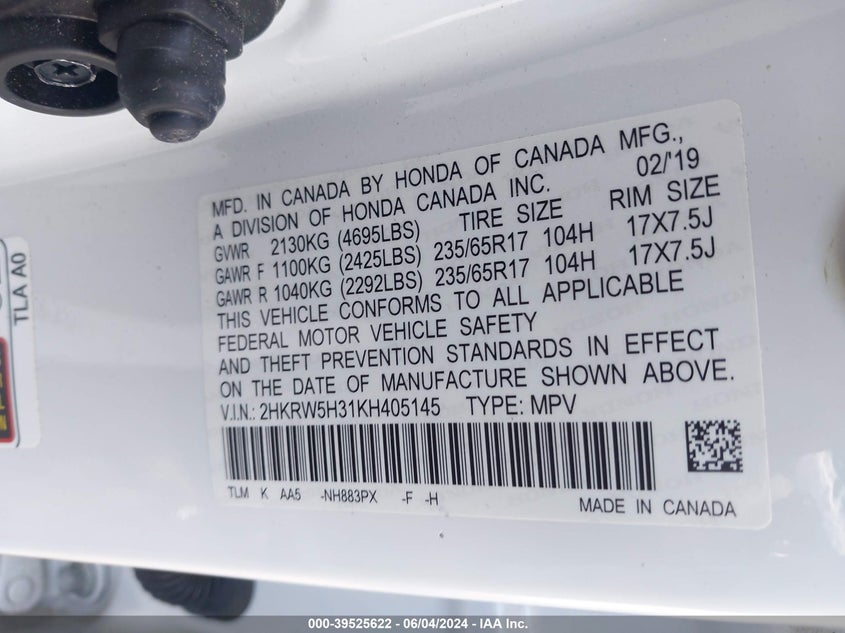 MFD. IN CANADA BY HONDA OF CANADA MFG.,
A DIVISION OF HONDA CANADA INC. 02/'19
GVWR 2130KG (4695LBS) TIRE SIZE RIM SIZE
GAWR F 1100KG (2425LBS) 235/65R17 104H 17X7.5J
GAWR R 1040KG (2292LBS) 235/65R17 104H 17X7.5J
THIS VEHICLE CONFORMS TO ALL APPLICABLE
FEDERAL MOTOR VEHICLE SAFETY
AND THEFT PREVENTION STANDARDS IN EFFECT
ON THE DATE OF MANUFACTURE SHOWN ABOVE.
V.I.N.: 2HKRW5H31KH405145 TYPE: MPV
TLM K AA5 -NH883PX -F -H
MADE IN CANADA
TLA A0
000-39525622 - 06/04/2024 - IAA Inc.